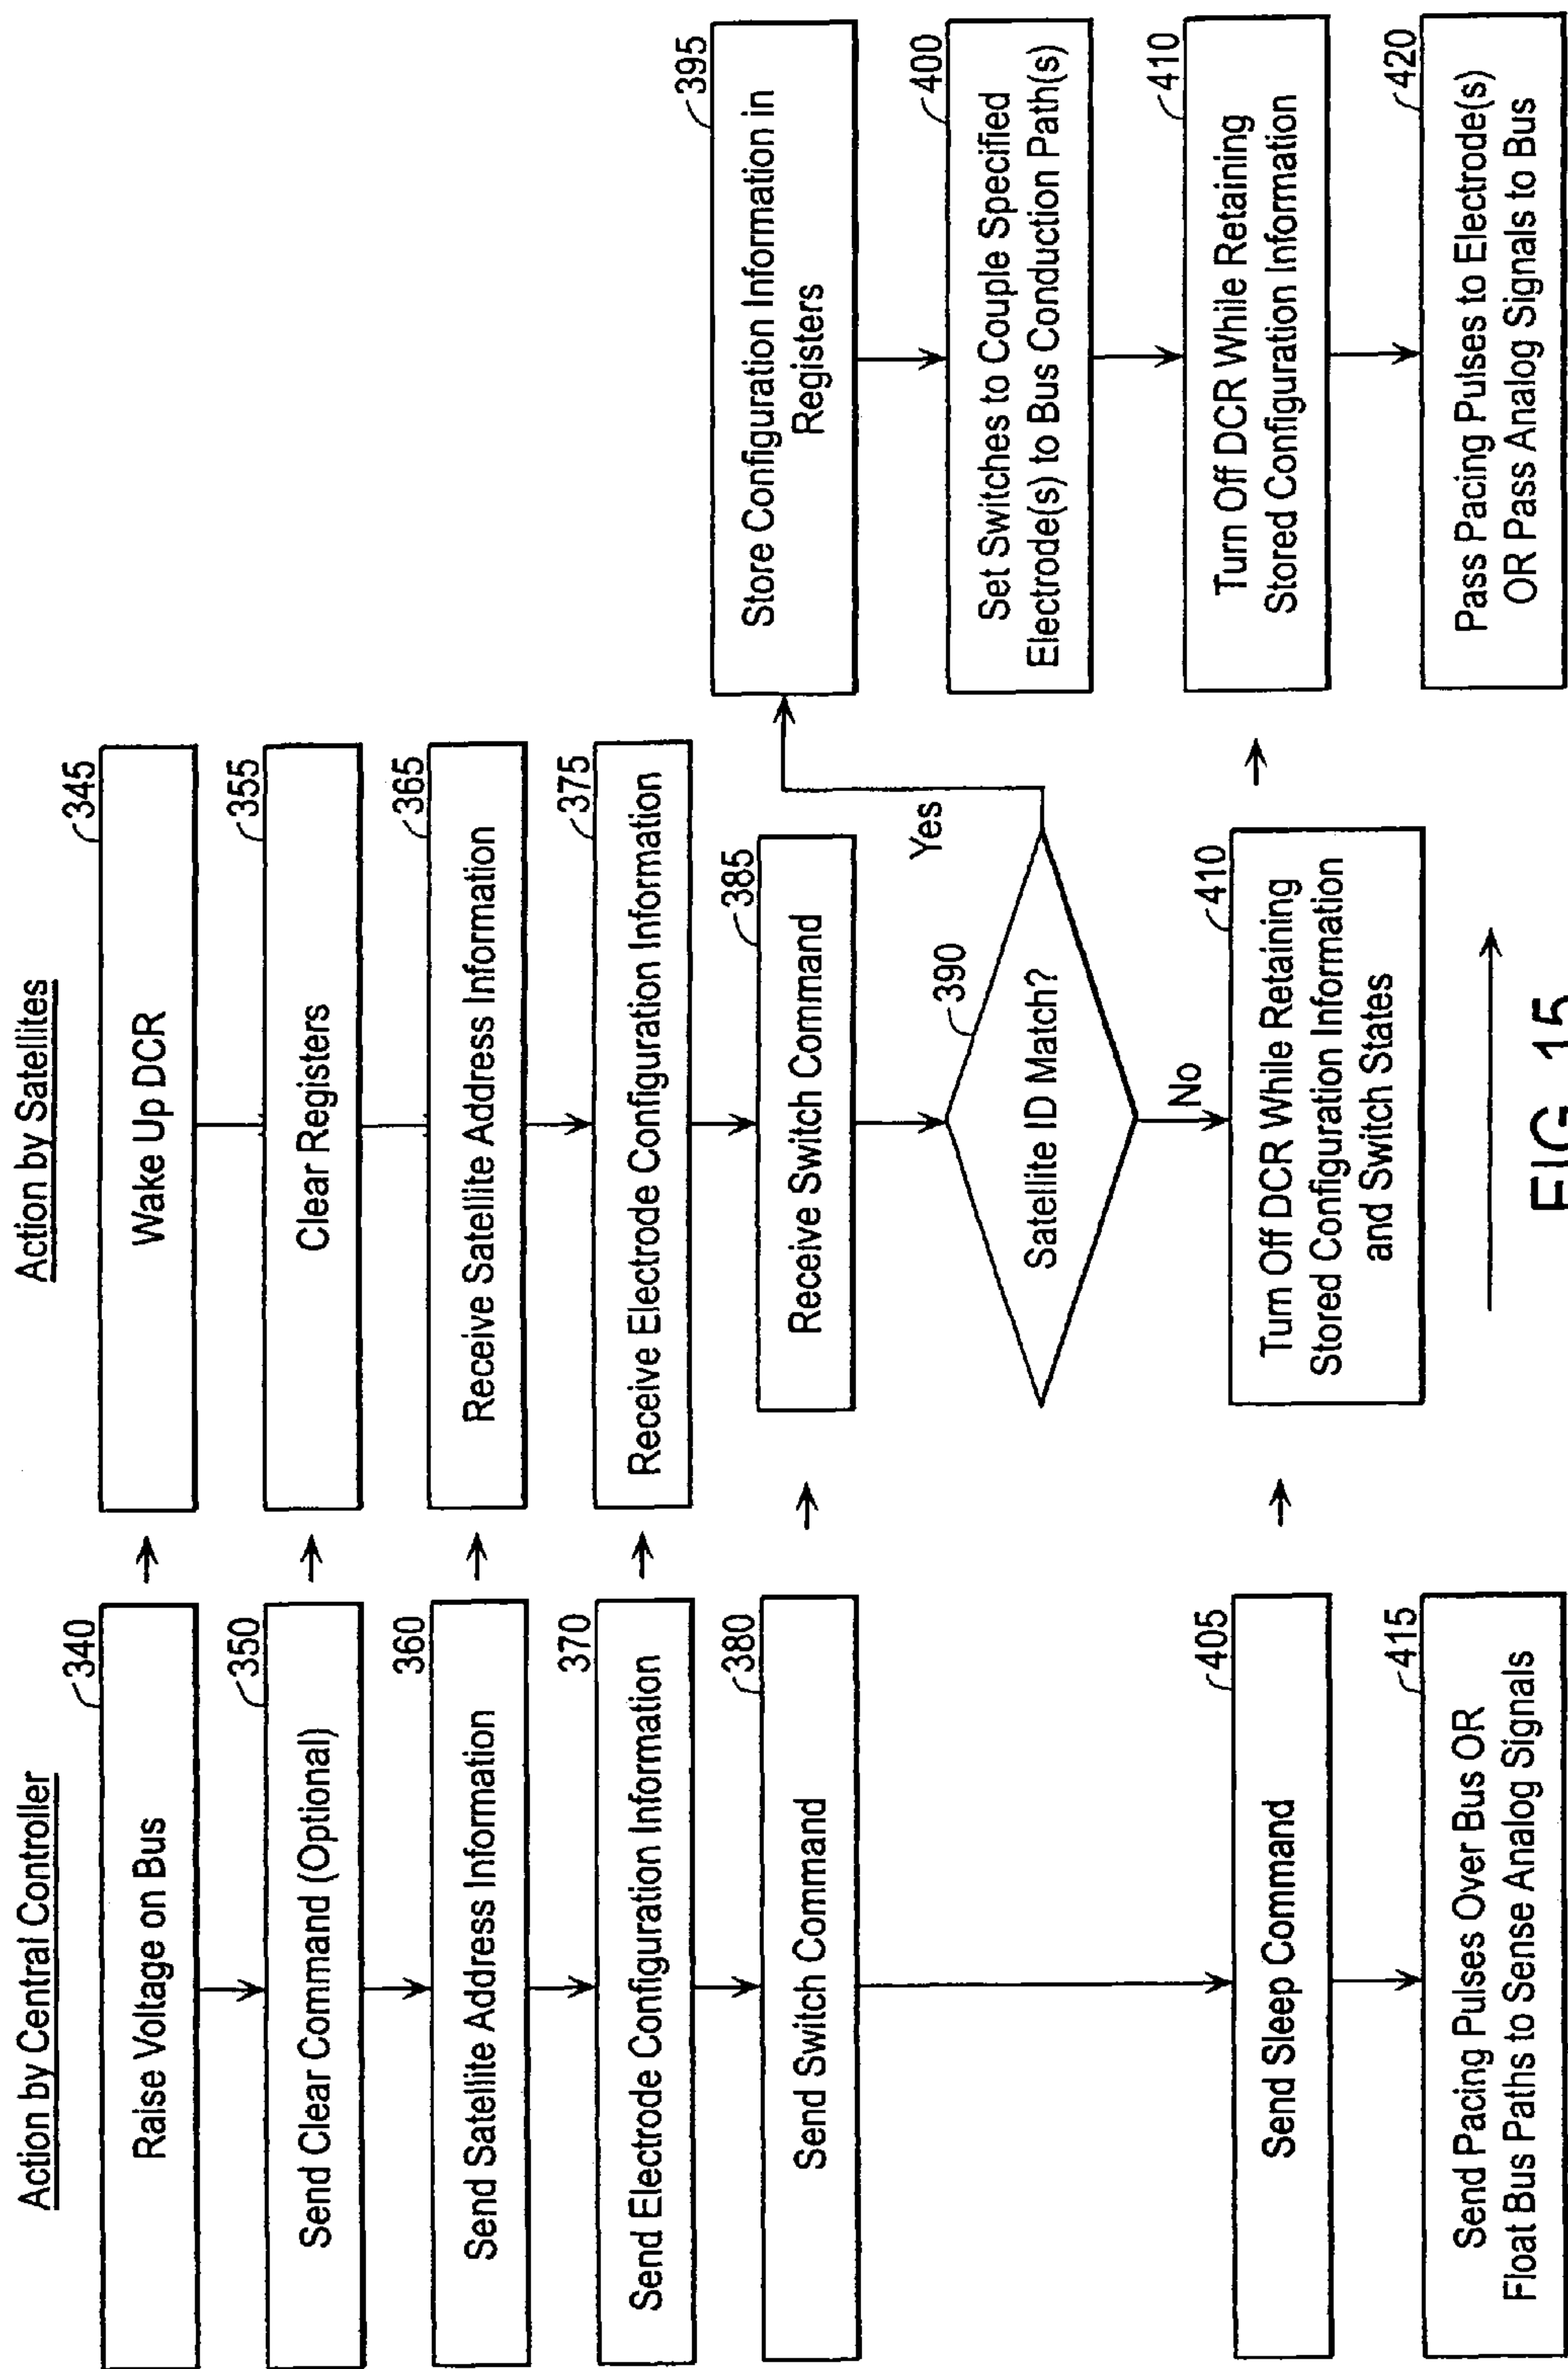 Action by Central Controller
340
Raise Voltage on Bus
350
Send Clear Command (Optional)
360
Send Satellite Address Information
370
Send Electrode Configuration Information
380
Send Switch Command
405
Send Sleep Command
415
Send Pacing Pulses Over Bus OR
Float Bus Paths to Sense Analog Signals
Action by Satellites
345
Wake Up DCR
355
Clear Registers
365
Receive Satellite Address Information
375
Receive Electrode Configuration Information
385
Receive Switch Command
390
Satellite ID Match?
Yes
No
410
Turn Off DCR While Retaining
Stored Configuration Information
and Switch States
395
Store Configuration Information in
Registers
400
Set Switches to Couple Specified
Electrode(s) to Bus Conduction Path(s)
410
Turn Off DCR While Retaining
Stored Configuration Information
420
Pass Pacing Pulses to Electrode(s)
OR Pass Analog Signals to Bus
FIG. 15